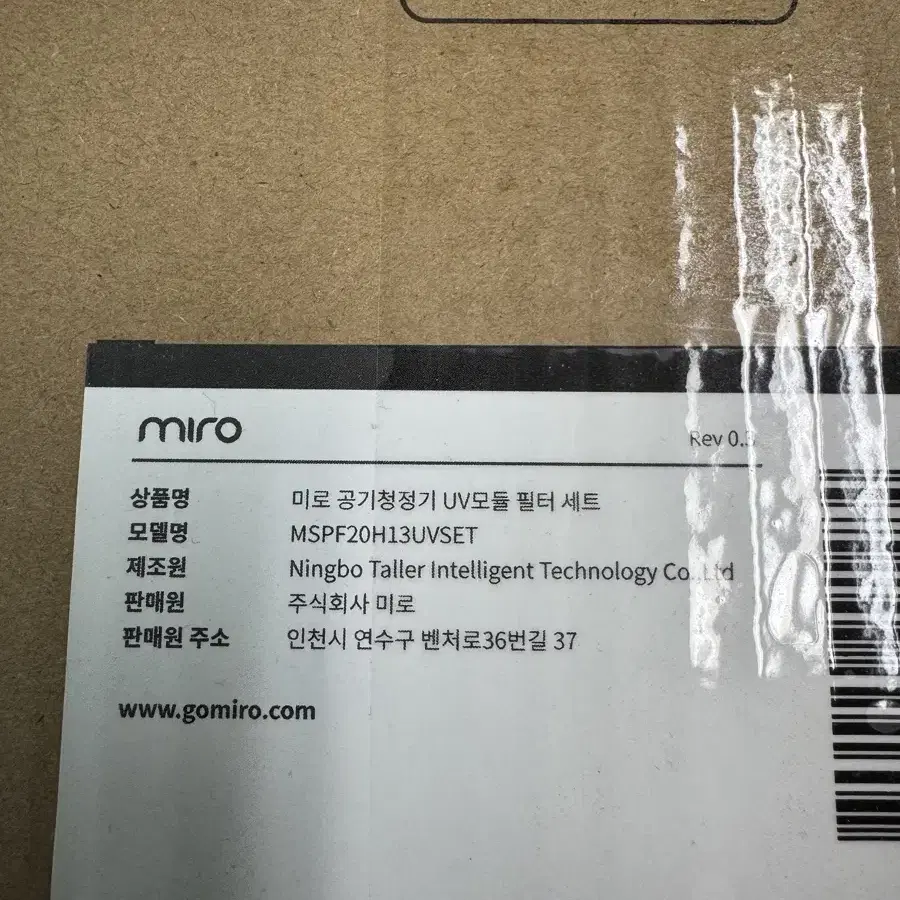 miro
Rev 0.
상품명 미로 공기청정기 UV모듈 필터 세트
모델명 MSPF20H13UVSET
제조원 Ningbo Taller Intelligent Technology Co.,Ltd
판매원 주식회사 미로
판매원 주소 인천시 연수구 벤처로36번길 37
www.gomiro.com